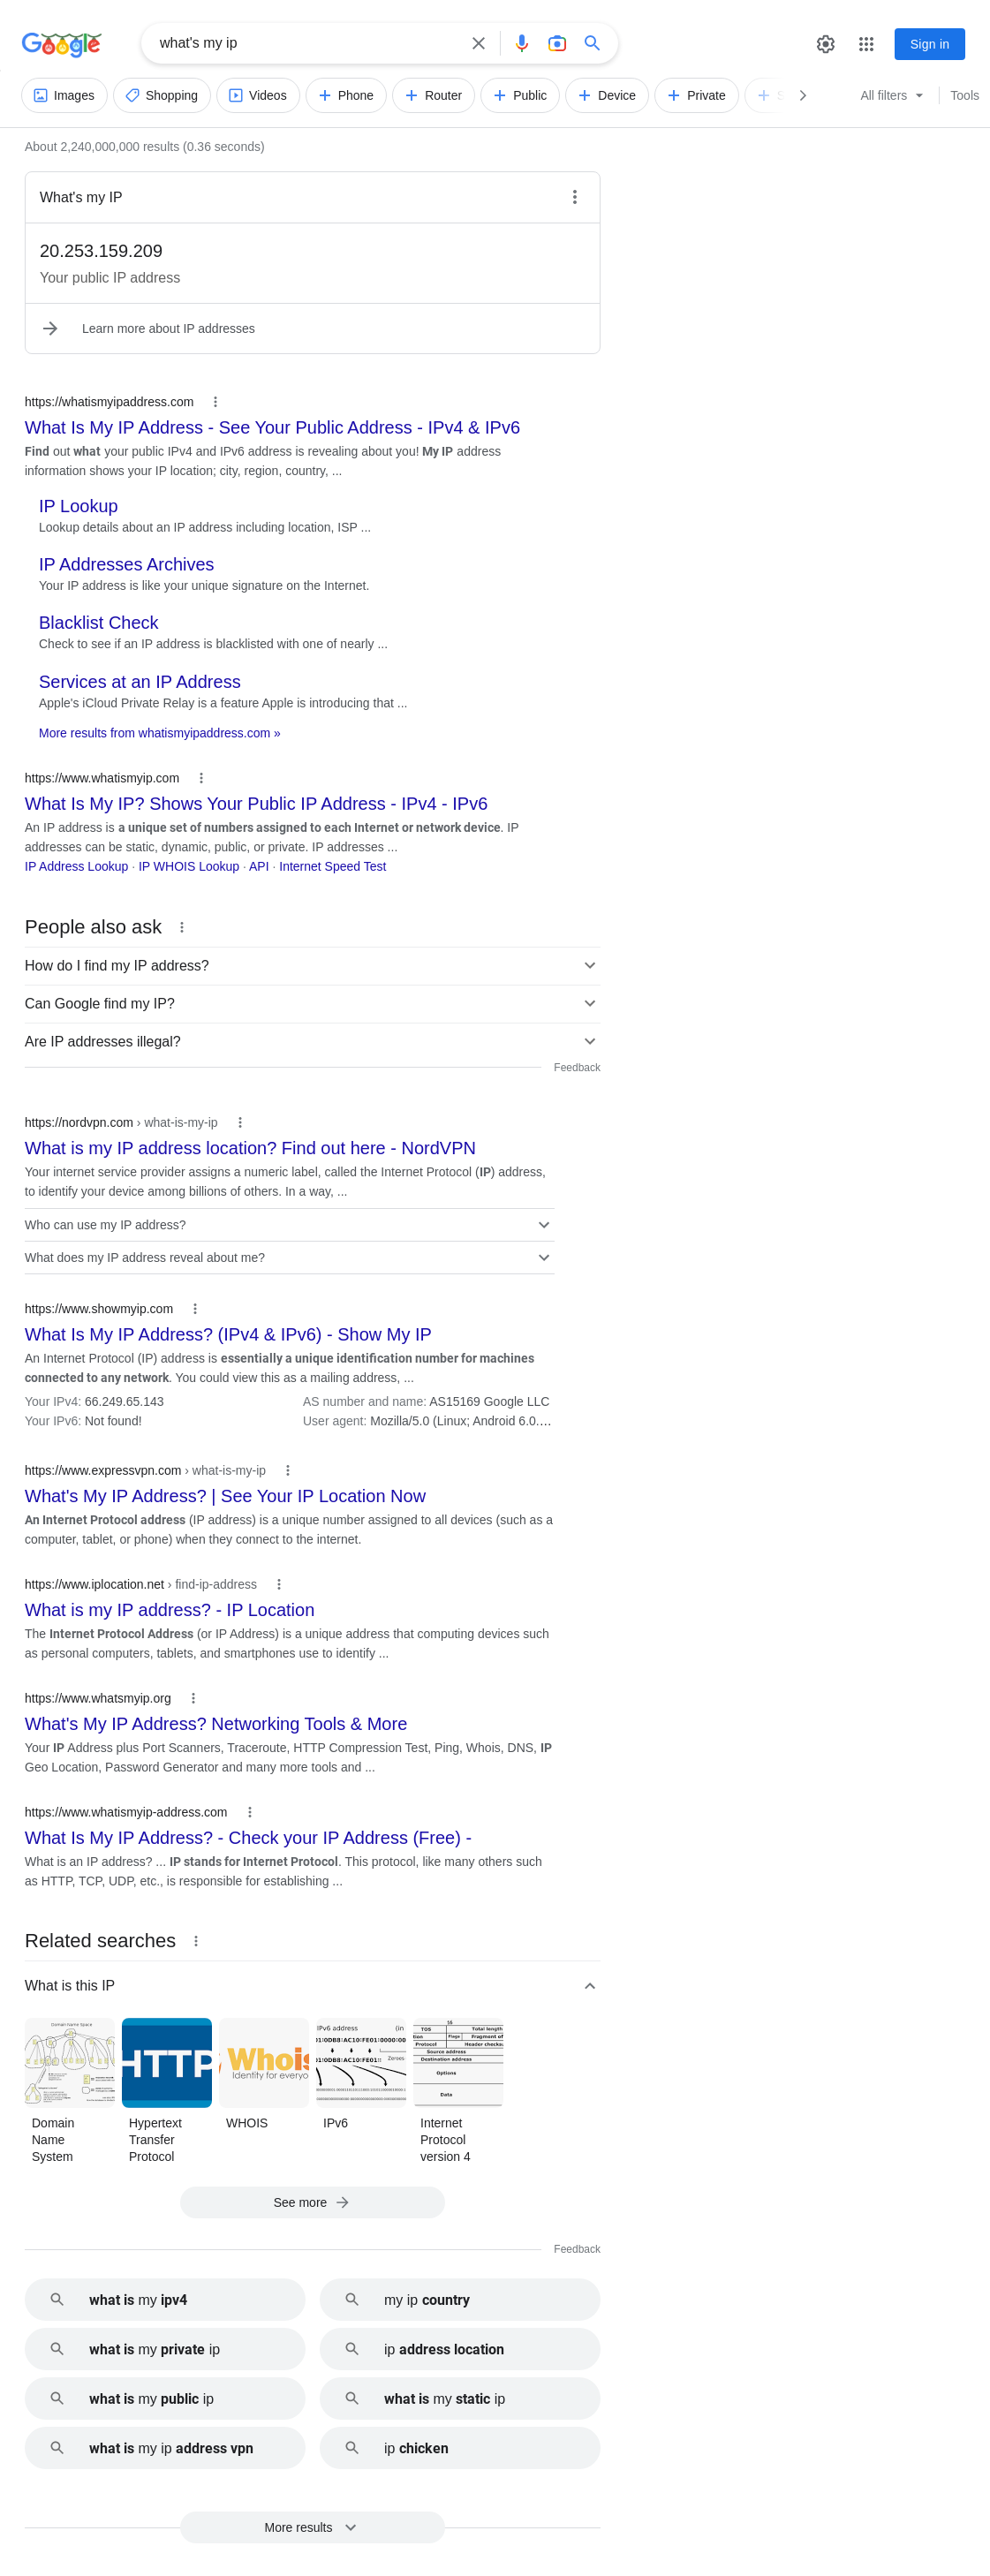 Google
what's my ip
Sign in
Images
Shopping
Videos
Phone
Router
Public
Device
Private
All filters
Tools
About 2,240,000,000 results (0.36 seconds)
What's my IP
20.253.159.209
Your public IP address
Learn more about IP addresses
https://whatismyipaddress.com
What Is My IP Address - See Your Public Address - IPv4 & IPv6
Find out what your public IPv4 and IPv6 address is revealing about you! My IP address
information shows your IP location; city, region, country, ...
IP Lookup
Lookup details about an IP address including location, ISP ...
IP Addresses Archives
Your IP address is like your unique signature on the Internet.
Blacklist Check
Check to see if an IP address is blacklisted with one of nearly ...
Services at an IP Address
Apple's iCloud Private Relay is a feature Apple is introducing that ...
More results from whatismyipaddress.com »
https://www.whatismyip.com
What Is My IP? Shows Your Public IP Address - IPv4 - IPv6
An IP address is a unique set of numbers assigned to each Internet or network device. IP
addresses can be static, dynamic, public, or private. IP addresses ...
IP Address Lookup · IP WHOIS Lookup · API · Internet Speed Test
People also ask
How do I find my IP address?
Can Google find my IP?
Are IP addresses illegal?
Feedback
https://nordvpn.com › what-is-my-ip
What is my IP address location? Find out here - NordVPN
Your internet service provider assigns a numeric label, called the Internet Protocol (IP) address,
to identify your device among billions of others. In a way, ...
Who can use my IP address?
What does my IP address reveal about me?
https://www.showmyip.com
What Is My IP Address? (IPv4 & IPv6) - Show My IP
An Internet Protocol (IP) address is essentially a unique identification number for machines
connected to any network. You could view this as a mailing address, ...
Your IPv4: 66.249.65.143
AS number and name: AS15169 Google LLC
Your IPv6: Not found!
User agent: Mozilla/5.0 (Linux; Android 6.0....
https://www.expressvpn.com › what-is-my-ip
What's My IP Address? | See Your IP Location Now
An Internet Protocol address (IP address) is a unique number assigned to all devices (such as a
computer, tablet, or phone) when they connect to the internet.
https://www.iplocation.net › find-ip-address
What is my IP address? - IP Location
The Internet Protocol Address (or IP Address) is a unique address that computing devices such
as personal computers, tablets, and smartphones use to identify ...
https://www.whatsmyip.org
What's My IP Address? Networking Tools & More
Your IP Address plus Port Scanners, Traceroute, HTTP Compression Test, Ping, Whois, DNS, IP
Geo Location, Password Generator and many more tools and ...
https://www.whatismyip-address.com
What Is My IP Address? - Check your IP Address (Free) -
What is an IP address? ... IP stands for Internet Protocol. This protocol, like many others such
as HTTP, TCP, UDP, etc., is responsible for establishing ...
Related searches
What is this IP
Domain Name Space
HTTP
Whois
Identity for everyo
IPv6 address (in
Zeroes
TOS Total length
Flags Fragment of
Protocol Header checks
Source address
Destination address
Options
Data
Domain
Name
System
Hypertext
Transfer
Protocol
WHOIS
IPv6
Internet
Protocol
version 4
See more
Feedback
what is my ipv4
my ip country
what is my private ip
ip address location
what is my public ip
what is my static ip
what is my ip address vpn
ip chicken
More results